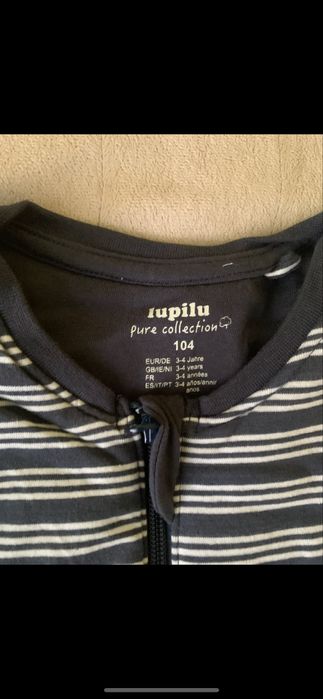 lupilu
pure collection
104
EUR/DE 3-4 Jahre
GB/IE/NI 3-4 years
FR 3-4 années
ES/IT/PT 3-4 años/anni/
anos